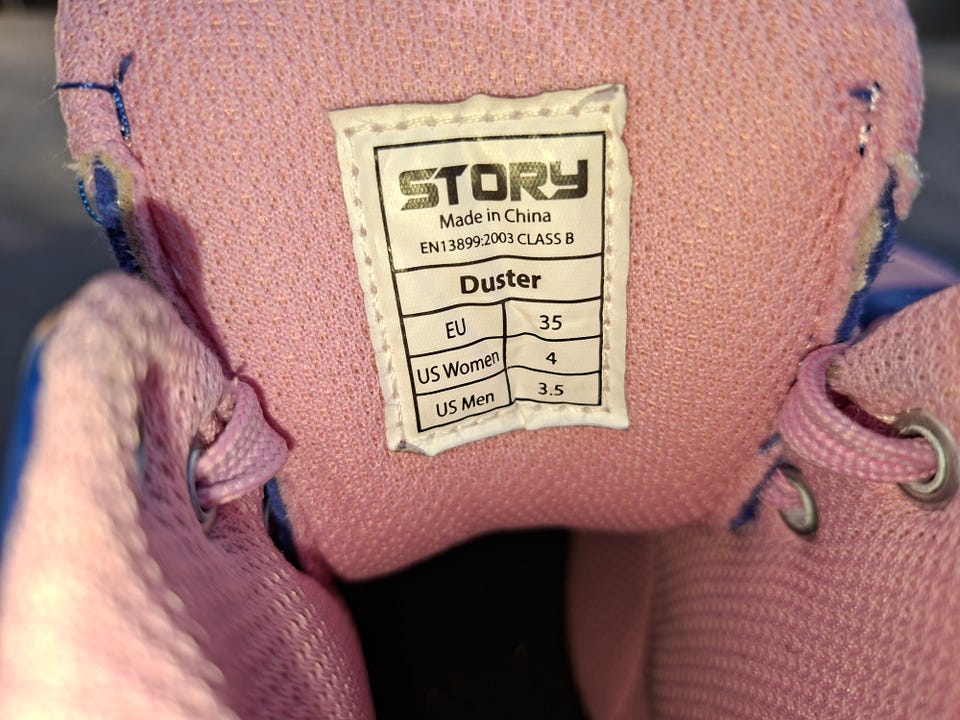 STORY
Made in China
EN13899:2003 CLASS B
Duster
EU 35
US Women 4
US Men 3.5